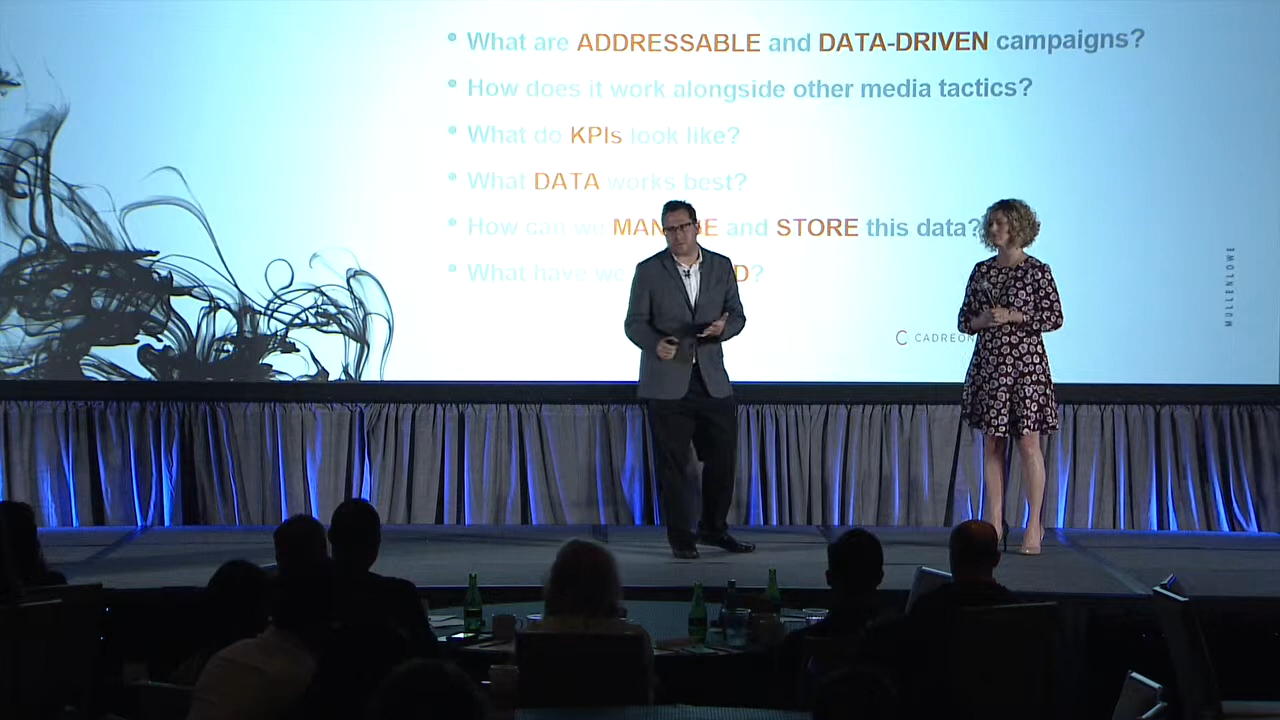 • What are ADDRESSABLE and DATA-DRIVEN campaigns?
• How does it work alongside other media tactics?
• What do KPIs look like?
• What DATA works best?
• How can we and STORE this data?
• What have we
C CADREON
MULLENLOWE